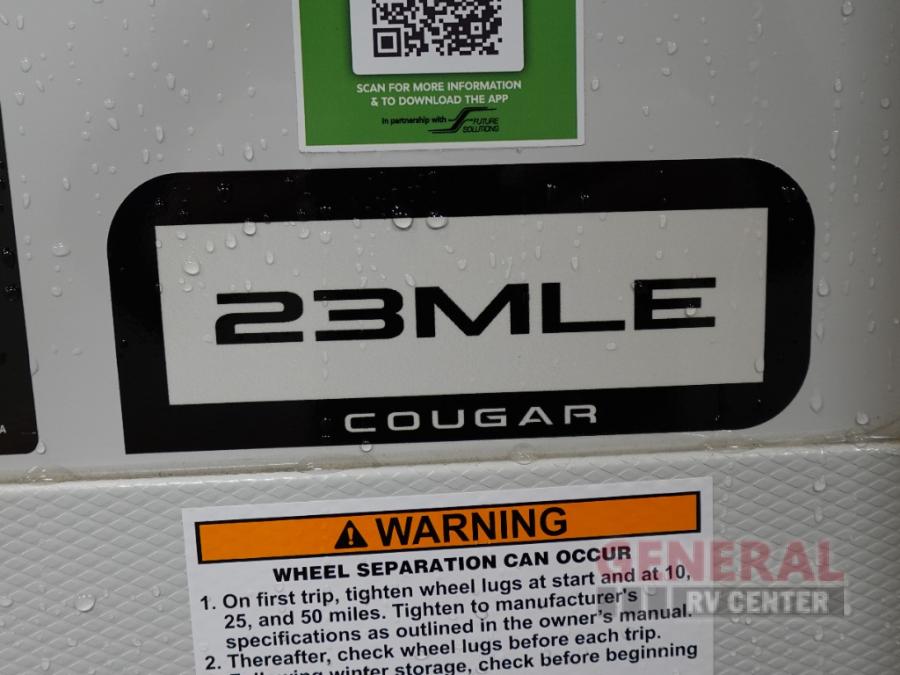 SCAN FOR MORE INFORMATION
& TO DOWNLOAD THE APP
In partnership with FUTURE
SOLUTIONS
23MLE
COUGAR
A
WARNING
WHEEL SEPARATION CAN OCCUR
1. On first trip, tighten wheel lugs at start and at 10,
25, and 50 miles. Tighten to manufacturer's
specifications as outlined in the owner's manual.
2. Thereafter, check wheel lugs before each trip.
Following winter storage, check before beginning
GENERAL
RV CENTER